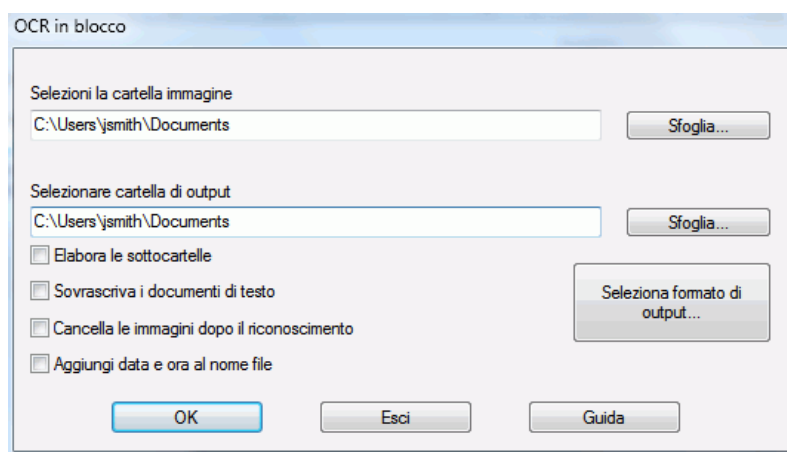 OCR in blocco
Selezioni la cartella immagine
C:\Users\jsmith\Documents
Sfoglia...
Selezionare cartella di output
C:\Users\jsmith\Documents
Sfoglia...
Elabora le sottocartelle
Sovrascriva i documenti di testo
Seleziona formato di
output...
Cancella le immagini dopo il riconoscimento
Aggiungi data e ora al nome file
OK Esci Guida